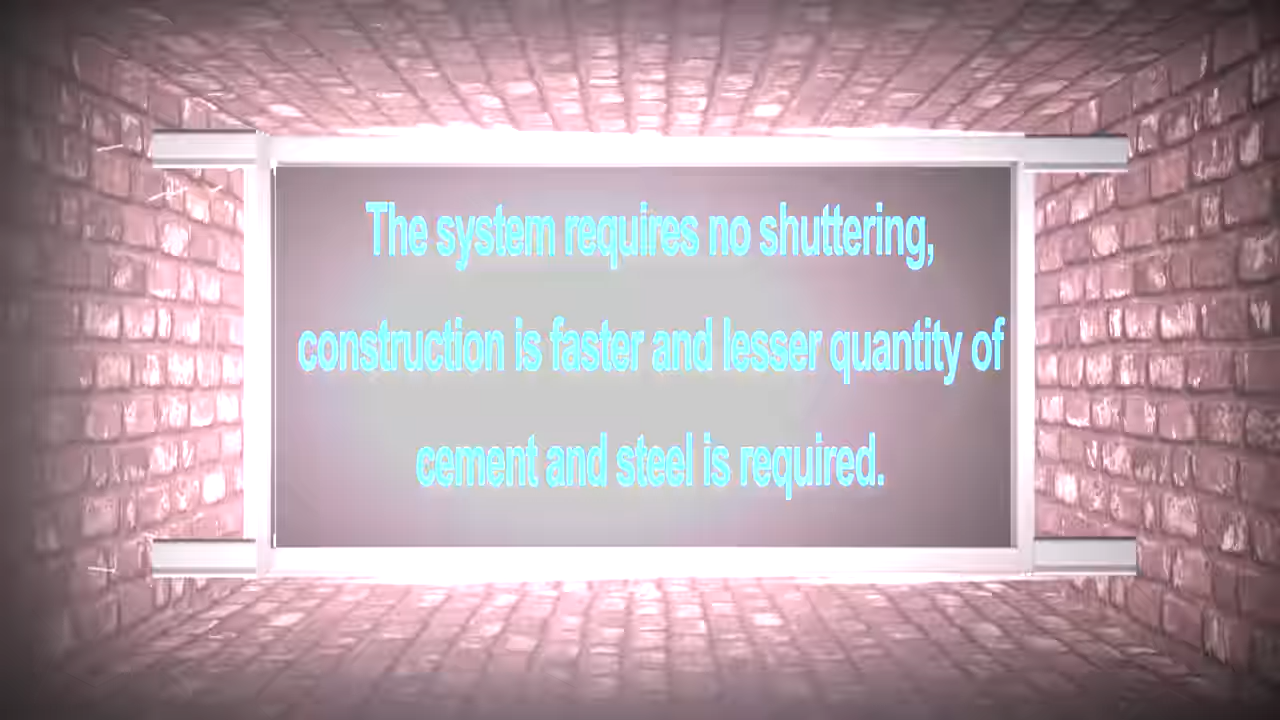 The system requires no shuttering,
construction is faster and lesser quantity of
cement and steel is required.